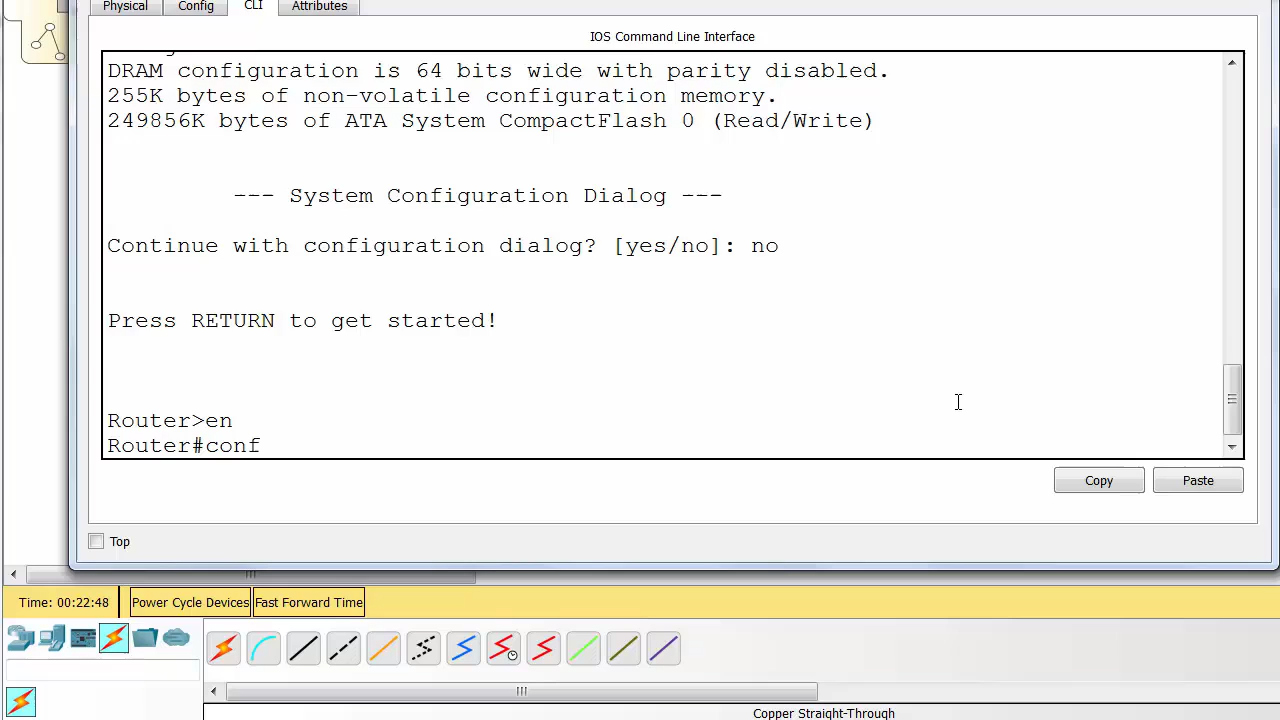 Physical Config CLI Attributes
IOS Command Line Interface
DRAM configuration is 64 bits wide with parity disabled.
255K bytes of non-volatile configuration memory.
249856K bytes of ATA System CompactFlash 0 (Read/Write)
--- System Configuration Dialog ---
Continue with configuration dialog? [yes/no]: no
Press RETURN to get started!
Router>en
Router#conf
Copy Paste
Top
Time: 00:22:48 Power Cycle Devices Fast Forward Time
Copper Straight-Through